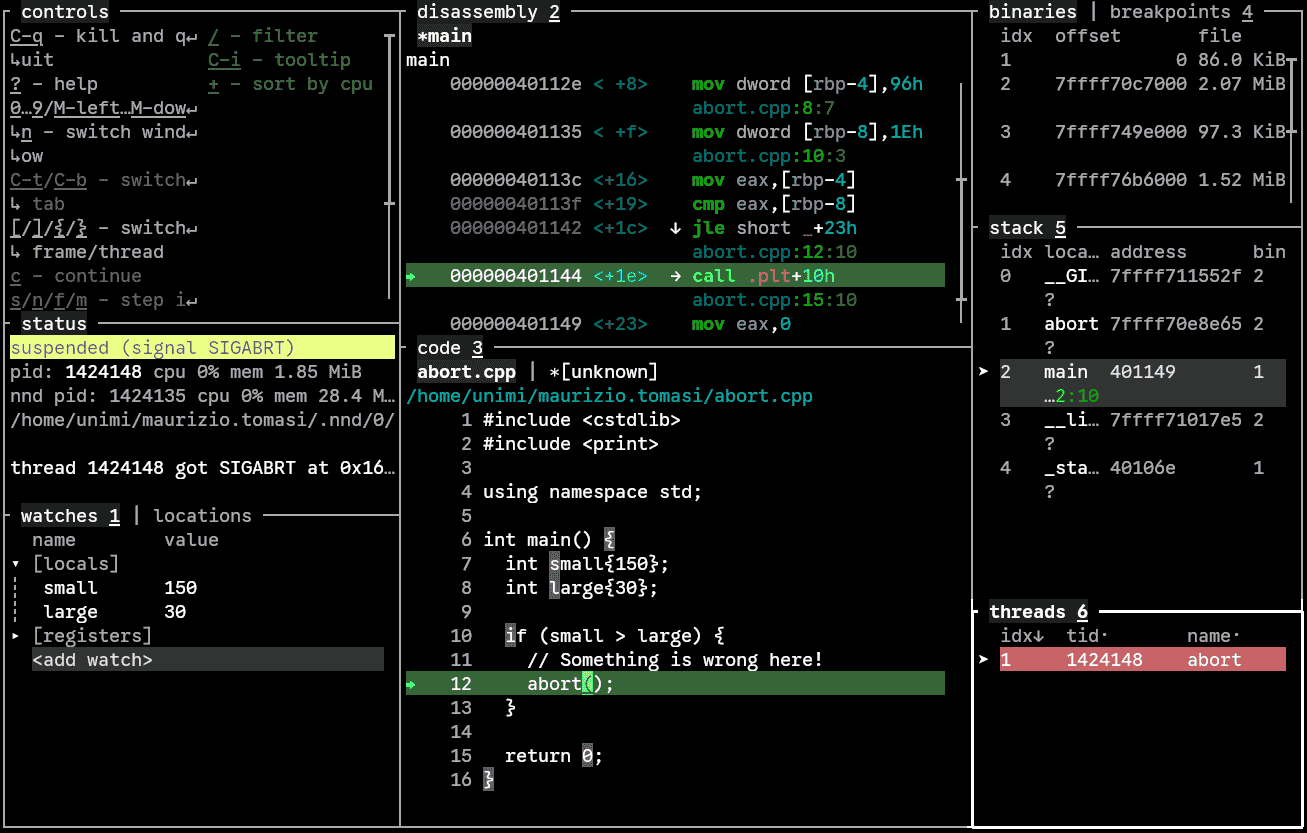 controls
C-q - kill and q↵ / - filter
↳uit C-i - tooltip
? - help + - sort by cpu
0…9/M-left…M-dow↵
↳n - switch wind↵
↳ow
C-t/C-b - switch↵
↳ tab
[/]/{/} - switch↵
↳ frame/thread
c - continue
s/n/f/m - step i↵
status
suspended (signal SIGABRT)
pid: 1424148 cpu 0% mem 1.85 MiB
nnd pid: 1424135 cpu 0% mem 28.4 M…
/home/unimi/maurizio.tomasi/.nnd/0/
thread 1424148 got SIGABRT at 0x16…
watches 1 | locations
name value
▾ [locals]
small 150
large 30
▸ [registers]
<add watch>
disassembly 2
*main
main
00000040112e < +8> mov dword [rbp-4],96h
abort.cpp:8:7
000000401135 < +f> mov dword [rbp-8],1Eh
abort.cpp:10:3
00000040113c <+16> mov eax,[rbp-4]
00000040113f <+19> cmp eax,[rbp-8]
000000401142 <+1c> ↓ jle short _+23h
abort.cpp:12:10
➨ 000000401144 <+1e> → call .plt+10h
abort.cpp:15:10
000000401149 <+23> mov eax,0
code 3
abort.cpp | *[unknown]
/home/unimi/maurizio.tomasi/abort.cpp
1 #include <cstdlib>
2 #include <print>
3
4 using namespace std;
5
6 int main() {
7 int small{150};
8 int large{30};
9
10 if (small > large) {
11 // Something is wrong here!
➨ 12 abort();
13 }
14
15 return 0;
16 }
binaries | breakpoints 4
idx offset file
1 0 86.0 KiB
2 7ffff70c7000 2.07 MiB
3 7ffff749e000 97.3 KiB
4 7ffff76b6000 1.52 MiB
stack 5
idx loca… address bin
0 __GI… 7ffff711552f 2
?
1 abort 7ffff70e8e65 2
?
➤ 2 main 401149 1
…2:10
3 __li… 7ffff71017e5 2
?
4 _sta… 40106e 1
?
threads 6
idx↓ tid· name·
➤ 1 1424148 abort